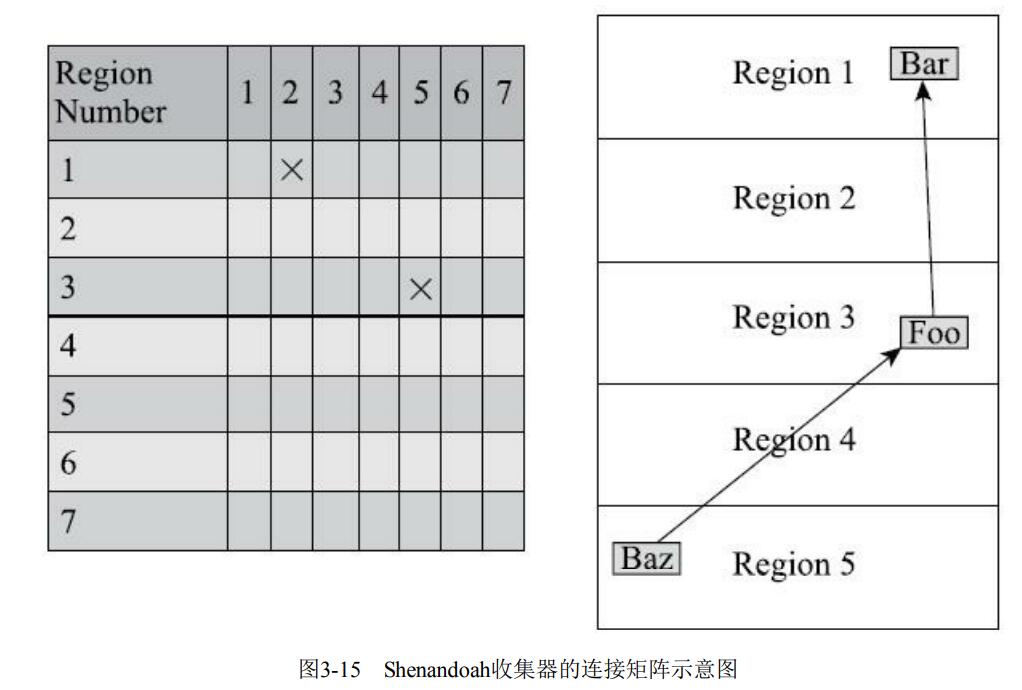 Region
Number
1 2 3 4 5 6 7
1 ×
2
3 ×
4
5
6
7
Region 1 Bar
Region 2
Region 3
Foo
Region 4
Baz Region 5
图3-15 Shenandoah收集器的连接矩阵示意图